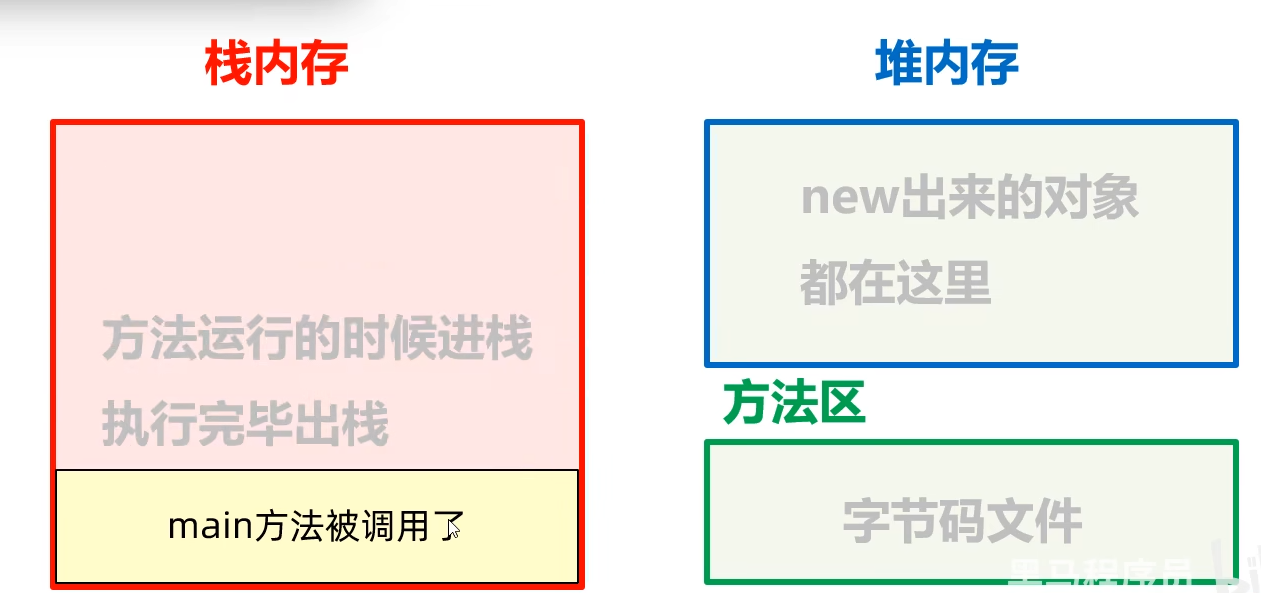 栈内存
方法运行的时候进栈
执行完毕出栈
main方法被调用了
堆内存
new出来的对象
都在这里
方法区
字节码文件
黑马程序员